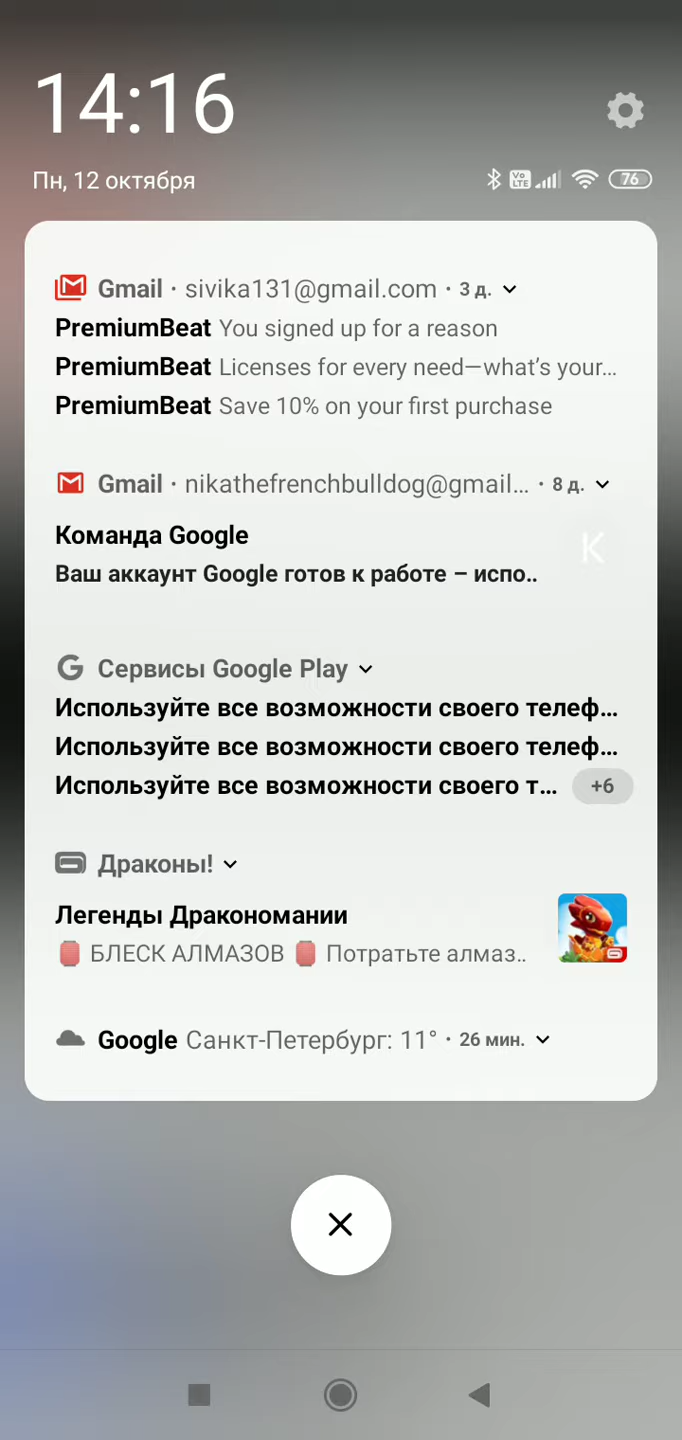 14:16
Пн, 12 октября
Vo LTE 76
Gmail · sivika131@gmail.com · 3 д.
PremiumBeat You signed up for a reason
PremiumBeat Licenses for every need—what's your...
PremiumBeat Save 10% on your first purchase
Gmail · nikathefrenchbulldog@gmail... · 8 д.
Команда Google
K
Ваш аккаунт Google готов к работе – испо..
Сервисы Google Play
Используйте все возможности своего телеф...
Используйте все возможности своего телеф...
Используйте все возможности своего т... +6
Драконы!
Легенды Дракономании
БЛЕСК АЛМАЗОВ Потратьте алмаз..
Google Санкт-Петербург: 11° · 26 мин.